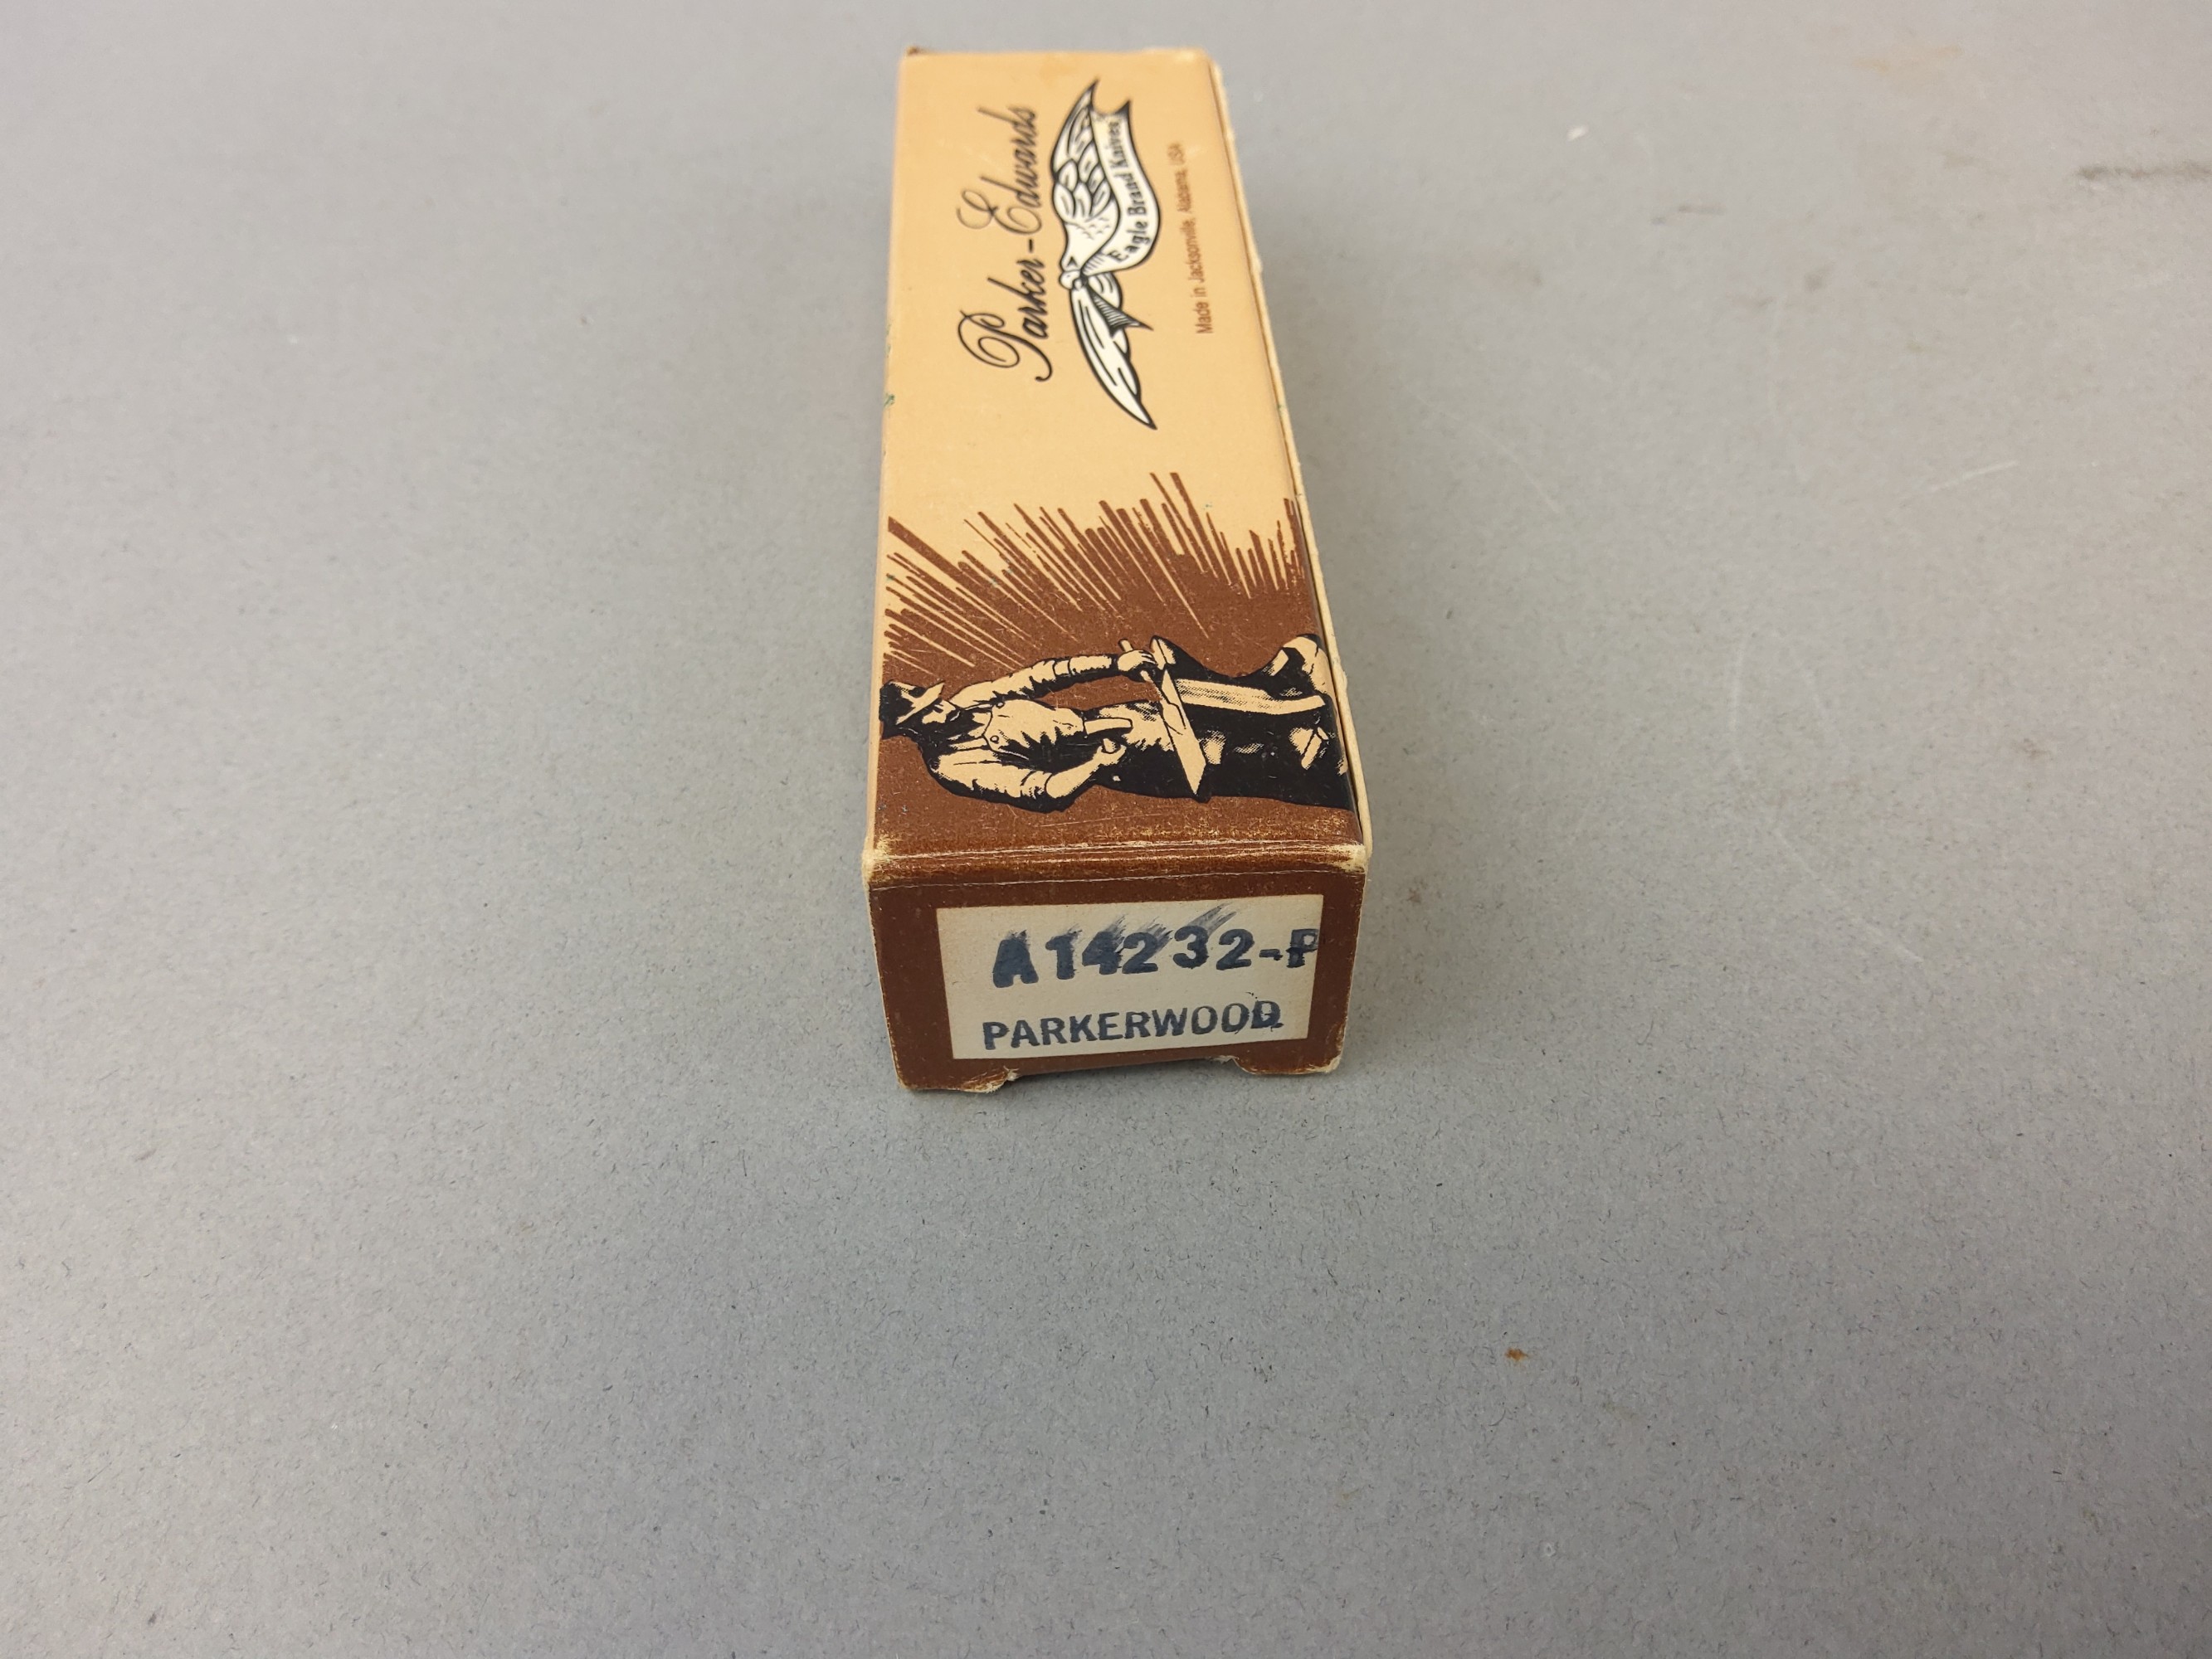 Parker-Edwards
Eagle Brand Knives
Made in Jacksonville, Alabama, USA
A14232-P
PARKERWOOD